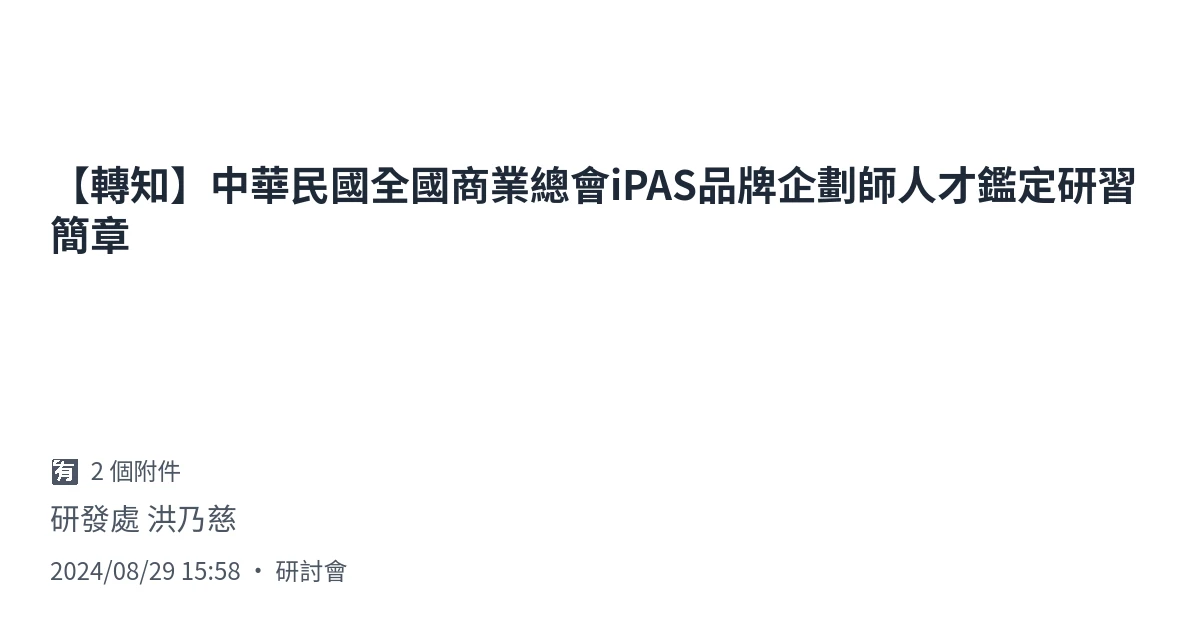 【轉知】中華民國全國商業總會iPAS品牌企劃師人才鑑定研習
簡章
🈶 2 個附件
研發處 洪乃慈
2024/08/29 15:58 • 研討會